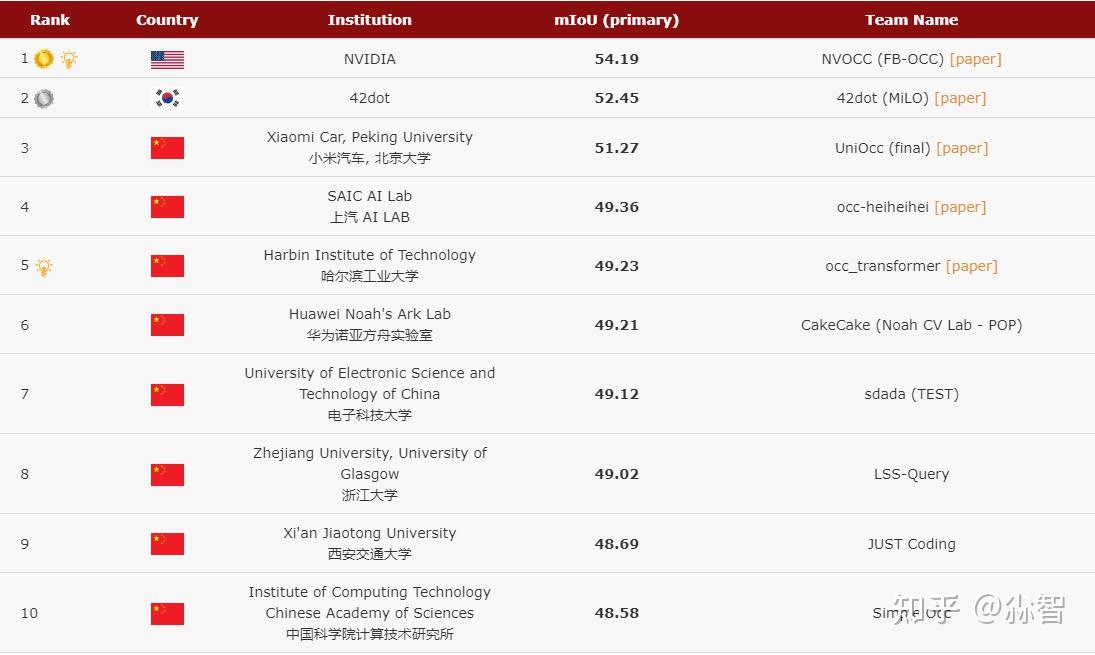 Rank Country Institution mIoU (primary) Team Name
1 NVIDIA 54.19 NVOCC (FB-OCC) [paper]
2 42dot 52.45 42dot (MiLO) [paper]
3 Xiaomi Car, Peking University 51.27 UniOcc (final) [paper]
小米汽车, 北京大学
4 SAIC AI Lab 49.36 occ-heiheihei [paper]
上汽 AI LAB
5 Harbin Institute of Technology 49.23 occ_transformer [paper]
哈尔滨工业大学
6 Huawei Noah's Ark Lab 49.21 CakeCake (Noah CV Lab - POP)
华为诺亚方舟实验室
University of Electronic Science and
7 Technology of China 49.12 sdada (TEST)
电子科技大学
Zhejiang University, University of
8 Glasgow 49.02 LSS-Query
浙江大学
9 Xi'an Jiaotong University 48.69 JUST Coding
西安交通大学
Institute of Computing Technology
10 Chinese Academy of Sciences 48.58 SimpleOcc
中国科学院计算技术研究所
知乎 @尛智